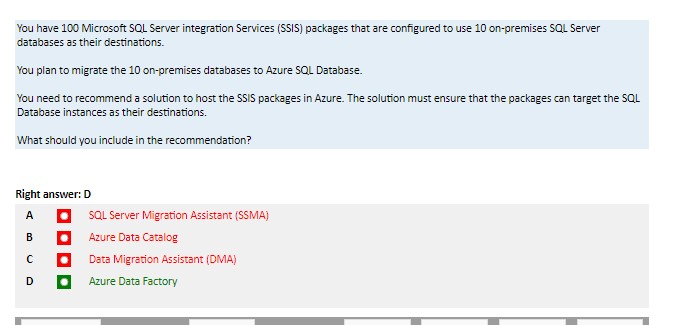 You have 100 Microsoft SQL Server integration Services (SSIS) packages that are configured to use 10 on-premises SQL Server
databases as their destinations.
You plan to migrate the 10 on-premises databases to Azure SQL Database.
You need to recommend a solution to host the SSIS packages in Azure. The solution must ensure that the packages can target the SQL
Database instances as their destinations.
What should you include in the recommendation?
Right answer: D
A SQL Server Migration Assistant (SSMA)
B Azure Data Catalog
C Data Migration Assistant (DMA)
D Azure Data Factory